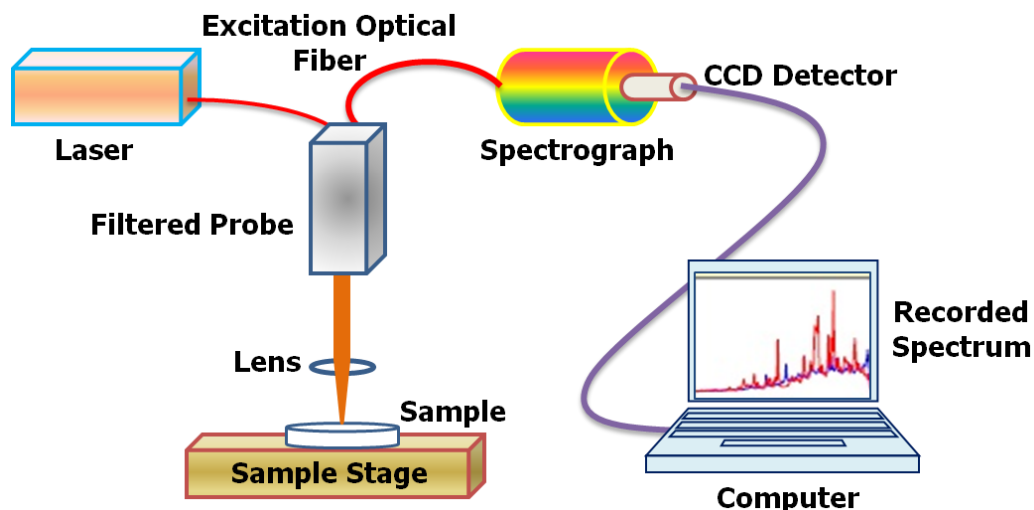 Excitation Optical
Fiber
CCD Detector
Laser
Spectrograph
Filtered Probe
Recorded
Spectrum
Lens
Sample
Sample Stage
Computer